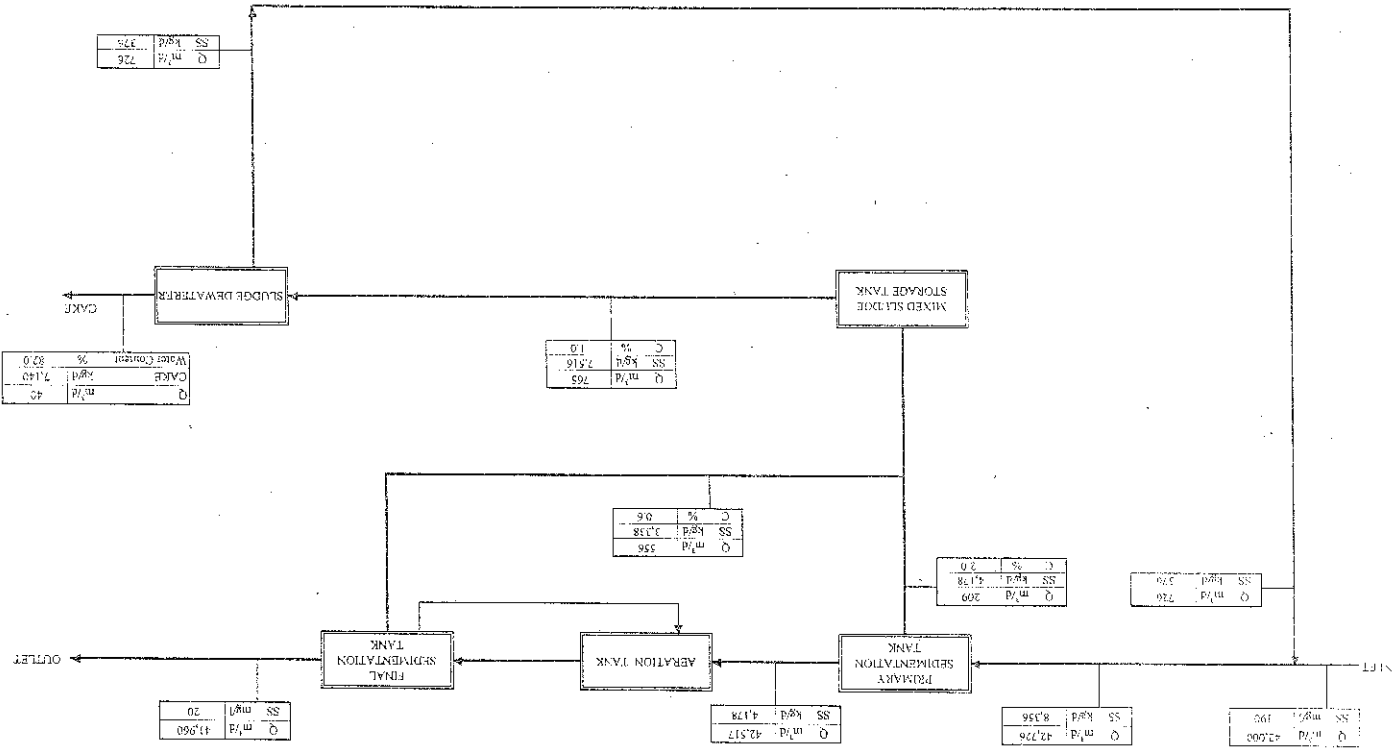 Q m³/d 42,000
SS mg/l 190
Q m³/d 42,726
SS kg/d 8,356
Q m³/d 42,517
SS kg/d 4,178
Q m³/d 41,960
SS mg/l 20
INLET
PRIMARY
SEDIMENTATION
TANK
AERATION TANK
FINAL
SEDIMENTATION
TANK
OUTLET
Q m³/d 726
SS kg/d 376
Q m³/d 209
SS kg/d 4,178
C % 2.0
Q m³/d 556
SS kg/d 3,338
C % 0.6
Q m³/d 765
SS kg/d 7,516
C % 1.0
Q m³/d 40
CAKE kg/d 7,140
Water Content % 82.0
MIXED SLUDGE
STORAGE TANK
SLUDGE DEWATERER
CAKE
Q m³/d 726
SS kg/d 376